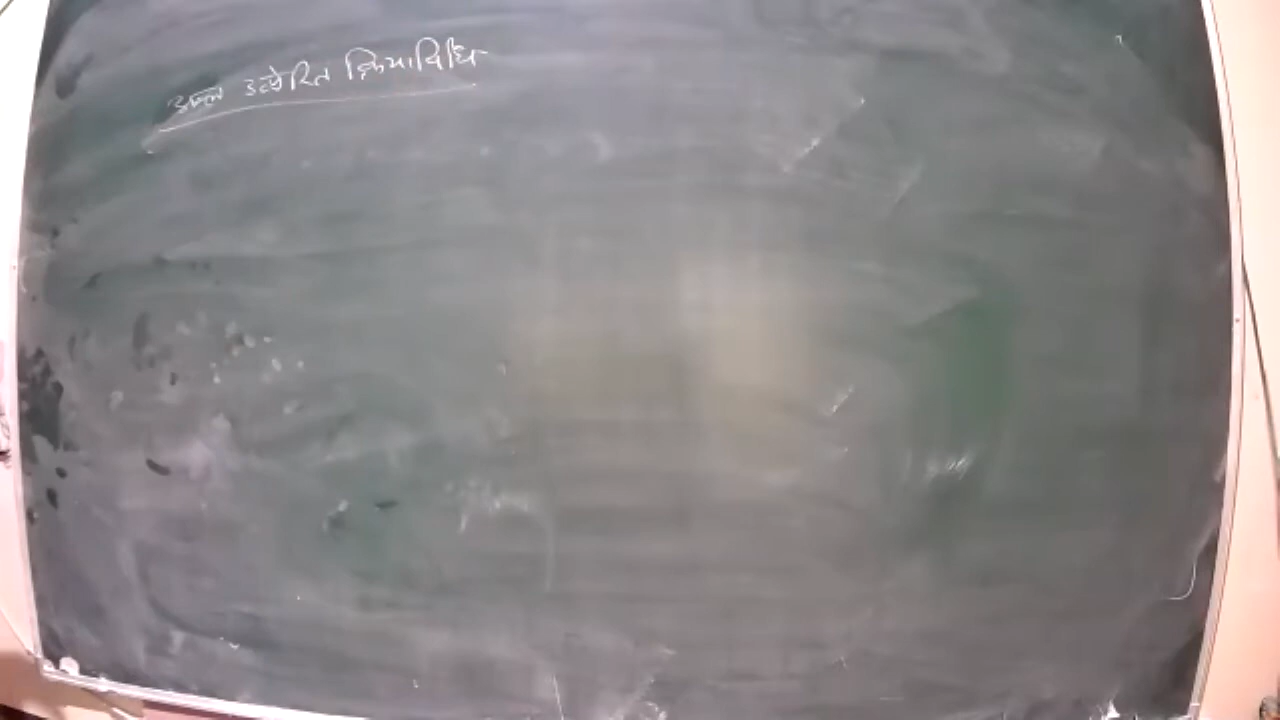 अम्ल उत्प्रेरित क्रियाविधि